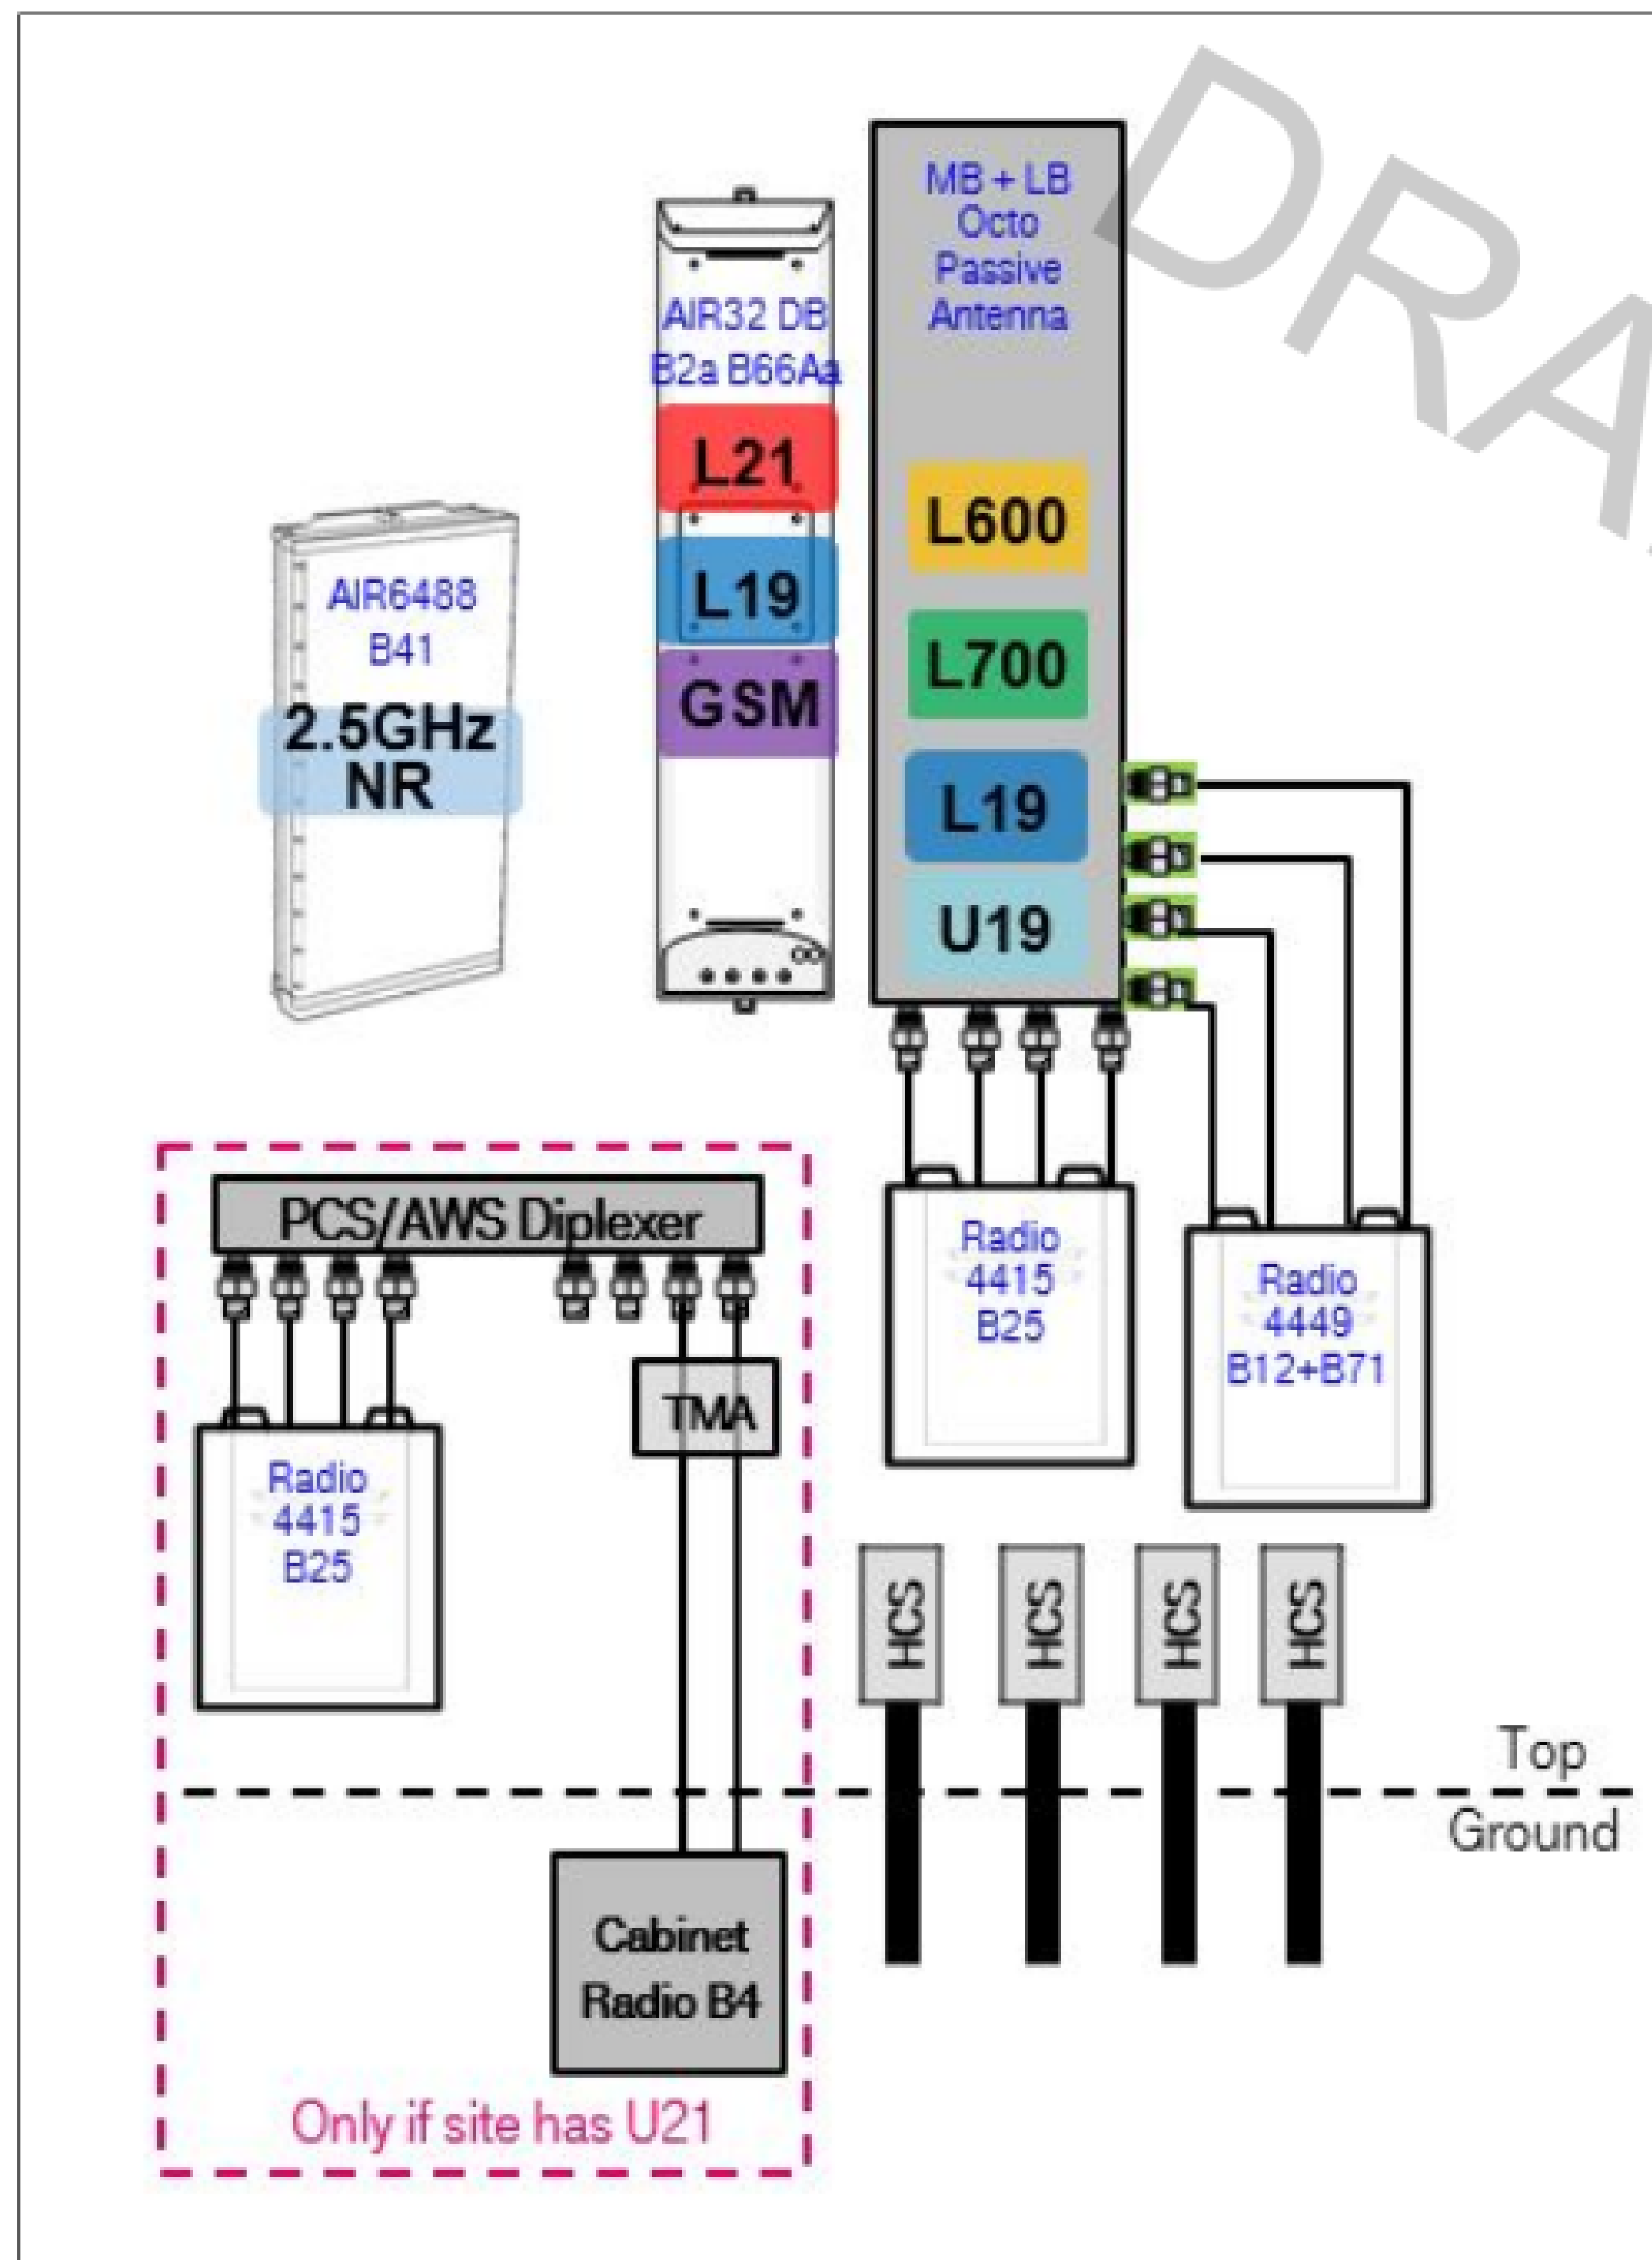 DRA
MB + LB
Octo
Passive
Antenna
AIR32 DB
B2a B66Aa
L21
L19
GSM
AIR6488
B41
2.5GHz
NR
L600
L700
L19
U19
PCS/AWS Diplexer
TMA
Radio
4415
B25
Radio
4415
B25
Radio
4449
B12+B71
HCS
HCS
HCS
HCS
Top
Ground
Cabinet
Radio B4
Only if site has U21